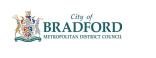 City of
BRADFORD
METROPOLITAN DISTRICT COUNCIL